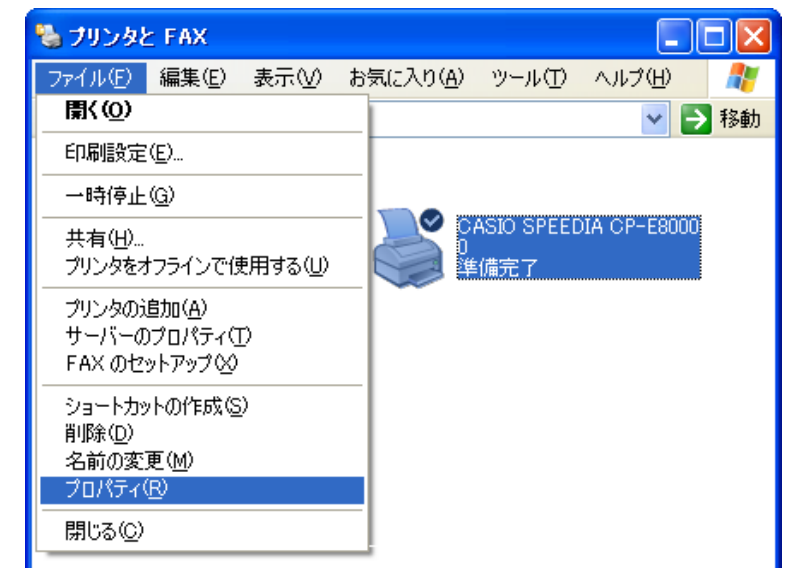 プリンタと FAX
ファイル(F) 編集(E) 表示(V) お気に入り(A) ツール(T) ヘルプ(H)
開く(O)
移動
印刷設定(E)...
一時停止(G)
共有(H)...
プリンタをオフラインで使用する(U)
プリンタの追加(A)
サーバーのプロパティ(T)
FAX のセットアップ(X)
ショートカットの作成(S)
削除(D)
名前の変更(M)
プロパティ(R)
閉じる(C)
CASIO SPEEDIA CP-E8000
0
準備完了